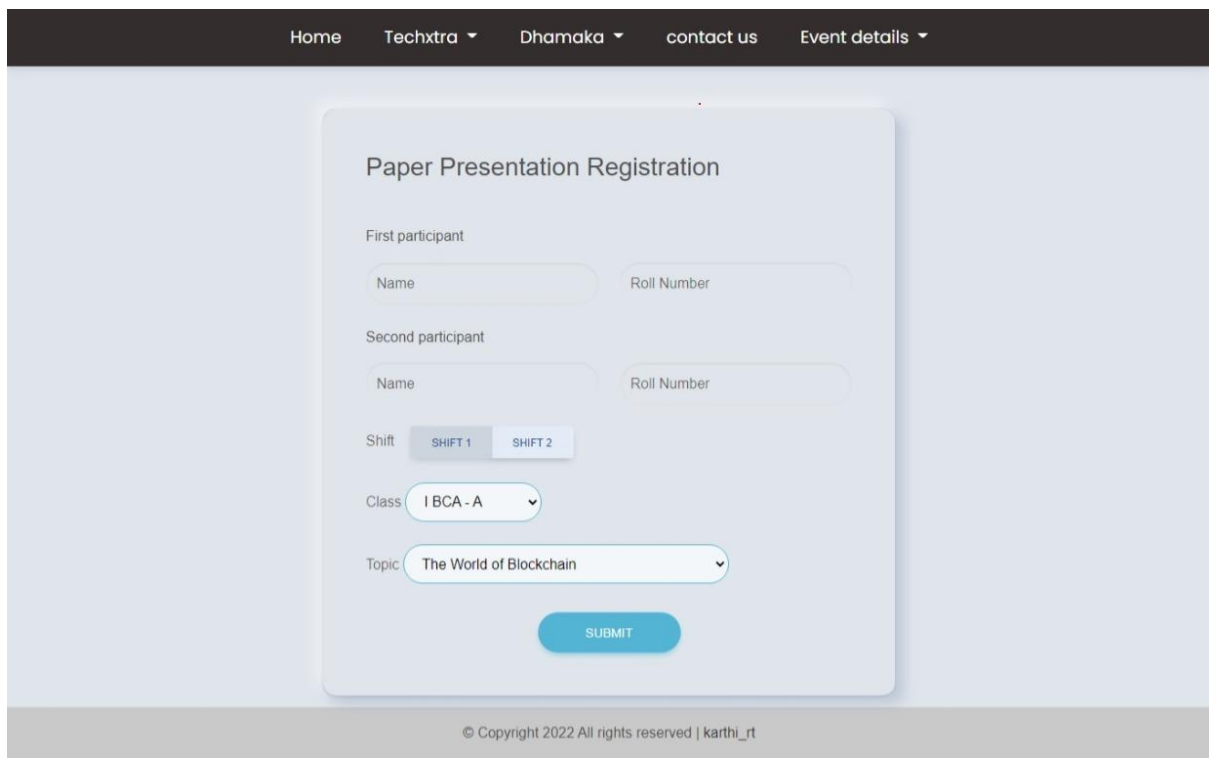 Home Techxtra Dhamaka contact us Event details
Paper Presentation Registration
First participant
Name Roll Number
Second participant
Name Roll Number
Shift SHIFT 1 SHIFT 2
Class I BCA - A
Topic The World of Blockchain
SUBMIT
© Copyright 2022 All rights reserved | karthi_rt